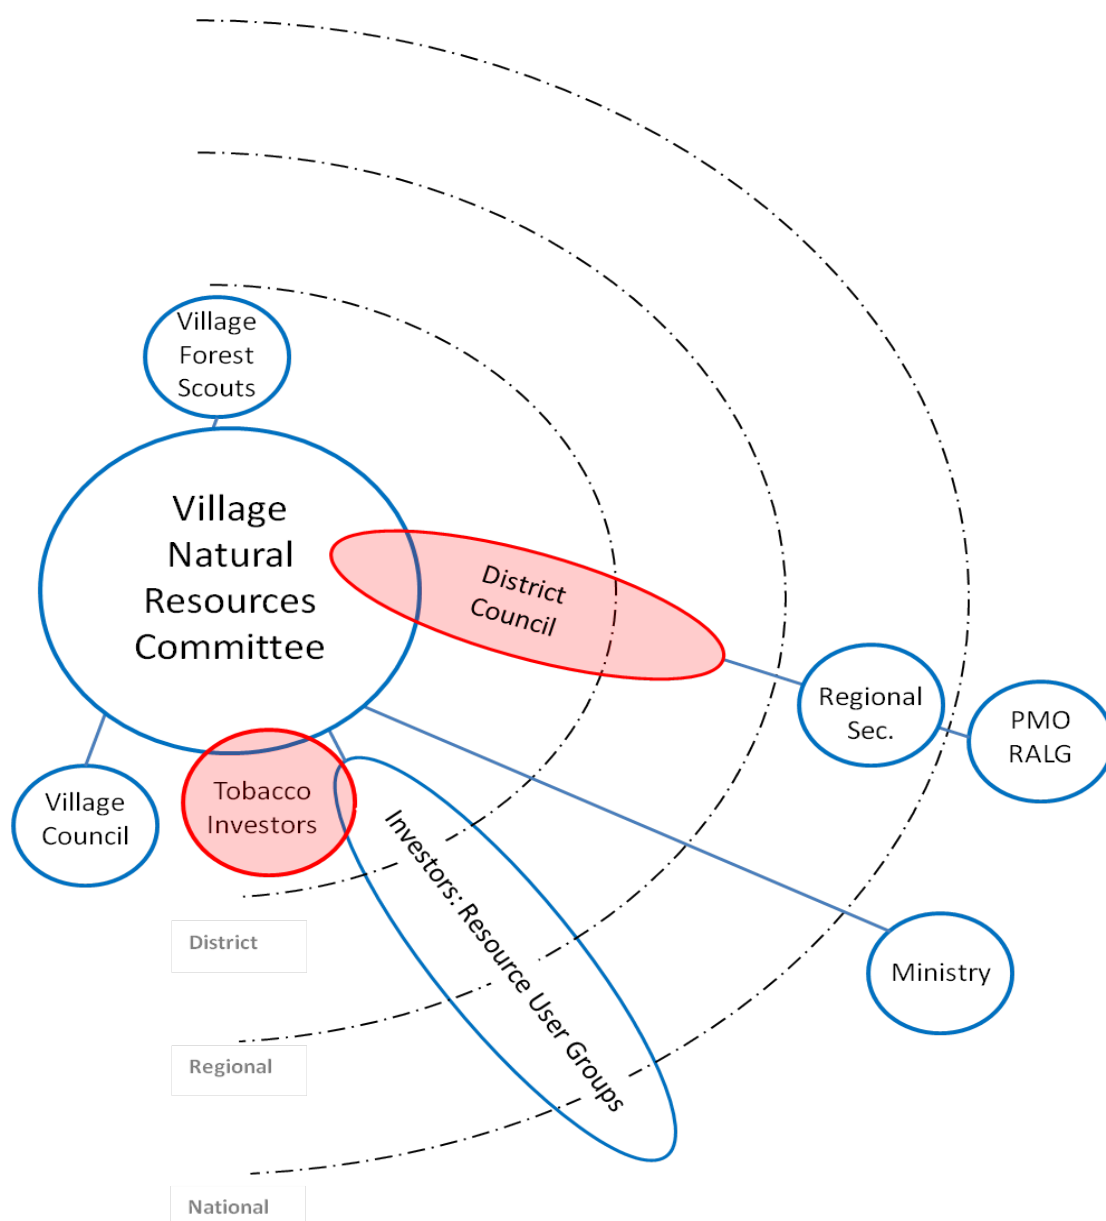 Village
Forest
Scouts
Village
Natural
Resources
Committee
District
Council
Regional
Sec.
PMO
RALG
Tobacco
Investors
Village
Council
Investors: Resource User Groups
Ministry
District
Regional
National